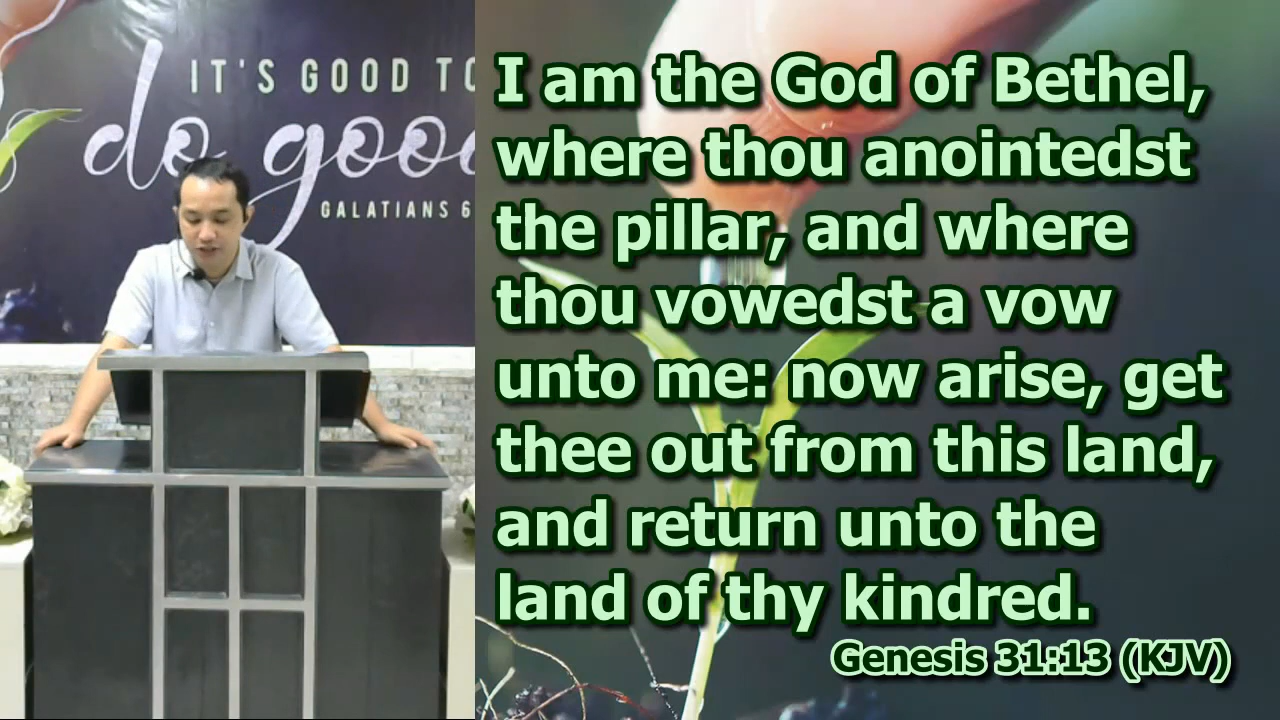 IT'S GOOD TO
do good
GALATIANS 6
I am the God of Bethel,
where thou anointedst
the pillar, and where
thou vowedst a vow
unto me: now arise, get
thee out from this land,
and return unto the
land of thy kindred.
Genesis 31:13 (KJV)